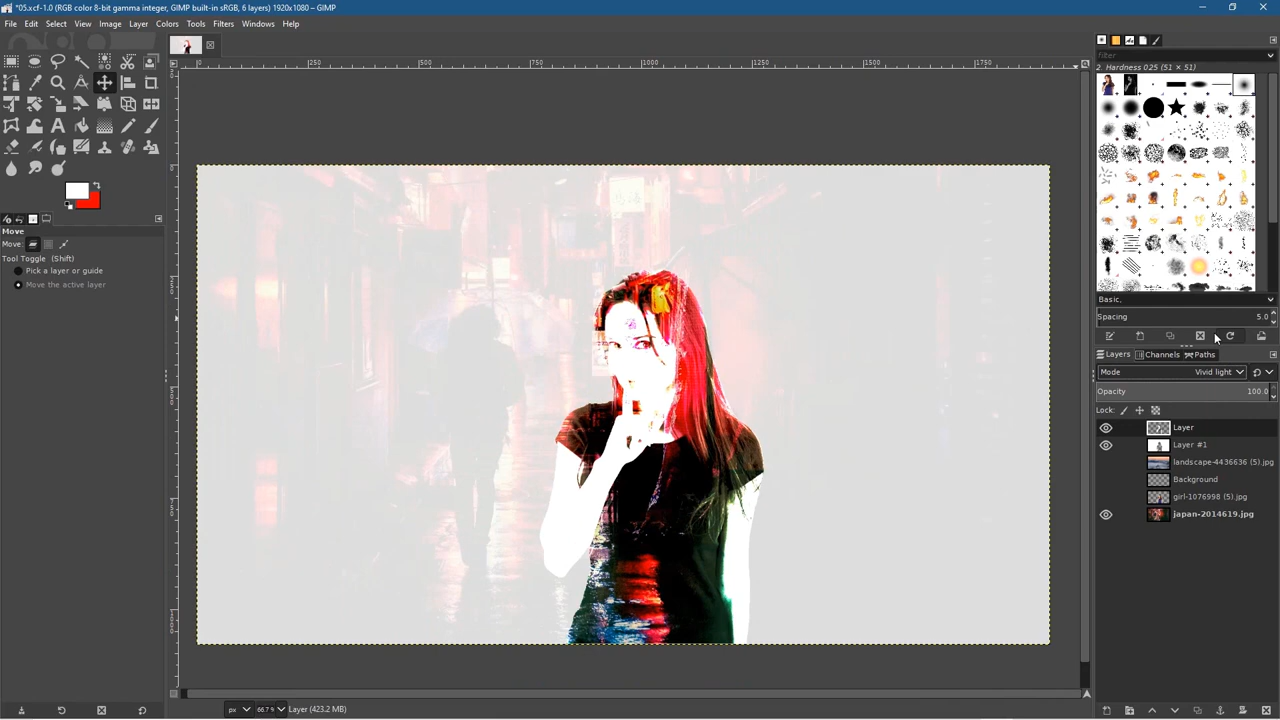 *05.xcf-1.0 (RGB color 8-bit gamma integer, GIMP built-in sRGB, 6 layers) 1920x1080 – GIMP
File Edit Select View Image Layer Colors Tools Filters Windows Help
0 250 500 750 1000 1250 1500 1750
filter
2. Hardness 025 (51 × 51)
Move
Move:
Tool Toggle (Shift)
Pick a layer or guide
Move the active layer
Basic,
Spacing 5.0
Layers Channels Paths
Mode Vivid light
Opacity 100.0
Lock:
Layer
Layer #1
landscape-4436636 (5).jpg
Background
girl-1076998 (5).jpg
japan-2014619.jpg
px 66.7 % Layer (423.2 MB)